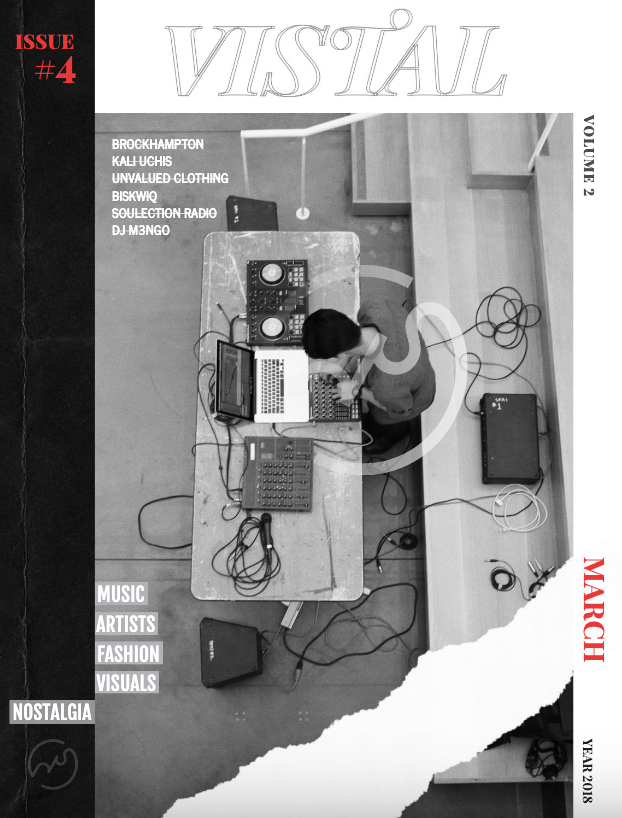 ISSUE
#4
VISTAL
VOLUME 2
BROCKHAMPTON
KALI UCHIS
UNVALUED CLOTHING
BISKWIQ
SOULECTION RADIO
DJ M3NGO
MUSIC
ARTISTS
FASHION
VISUALS
NOSTALGIA
MARCH
YEAR 2018